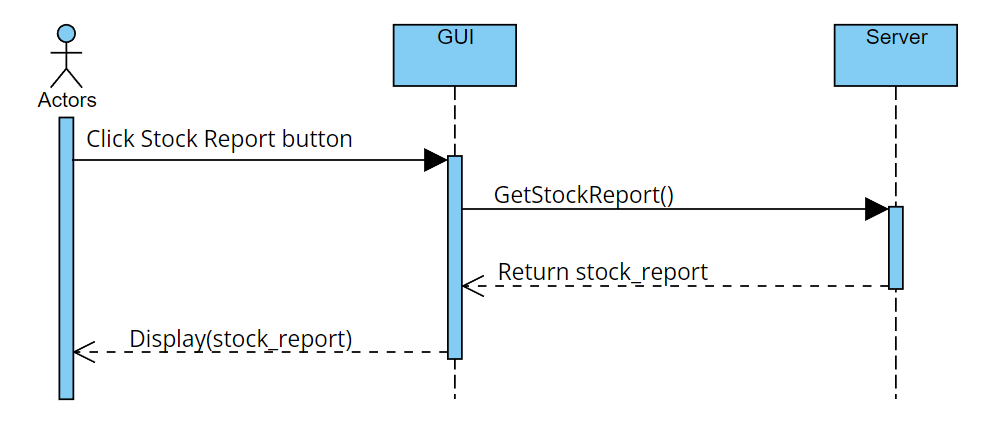 GUI
Server
Actors
Click Stock Report button
GetStockReport()
Return stock_report
Display(stock_report)